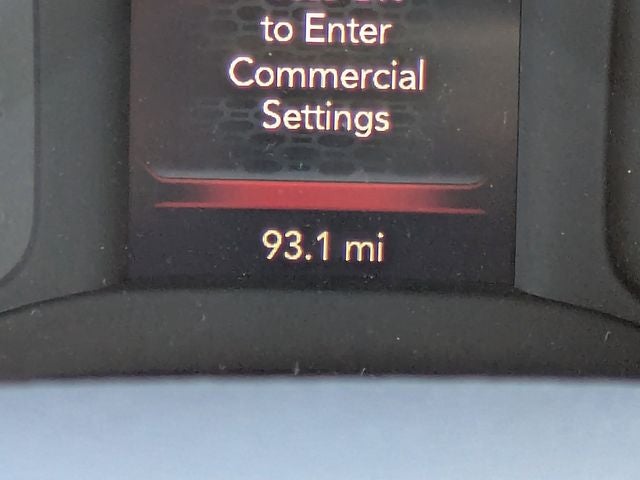 to Enter
Commercial
Settings
93.1 mi